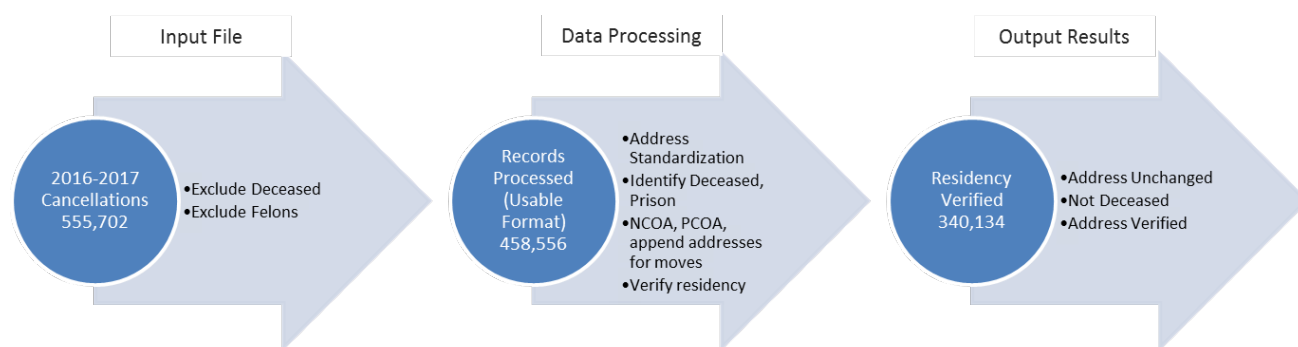 Input File
2016-2017
Cancellations
555,702
•Exclude Deceased
•Exclude Felons
Data Processing
Records
Processed
(Usable
Format)
458,556
•Address
Standardization
•Identify Deceased,
Prison
•NCOA, PCOA,
append addresses
for moves
•Verify residency
Output Results
Residency
Verified
340,134
•Address Unchanged
•Not Deceased
•Address Verified